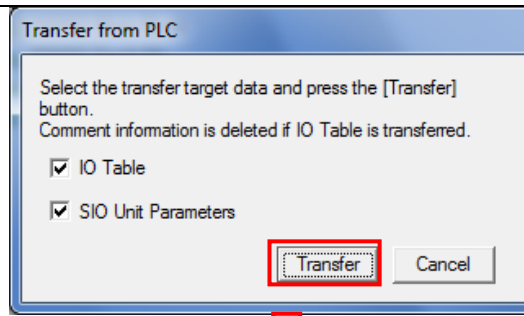 Transfer from PLC
Select the transfer target data and press the [Transfer]
button.
Comment information is deleted if IO Table is transferred.
IO Table
SIO Unit Parameters
Transfer
Cancel